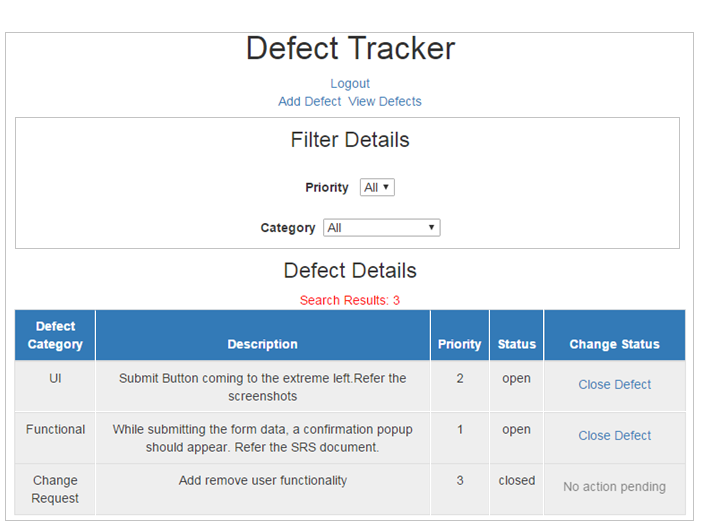 Defect Tracker
Logout
Add Defect View Defects
Filter Details
Priority All
Category All
Defect Details
Search Results: 3
Defect Category Description Priority Status Change Status
UI Submit Button coming to the extreme left.Refer the screenshots 2 open Close Defect
Functional While submitting the form data, a confirmation popup should appear. Refer the SRS document. 1 open Close Defect
Change Request Add remove user functionality 3 closed No action pending